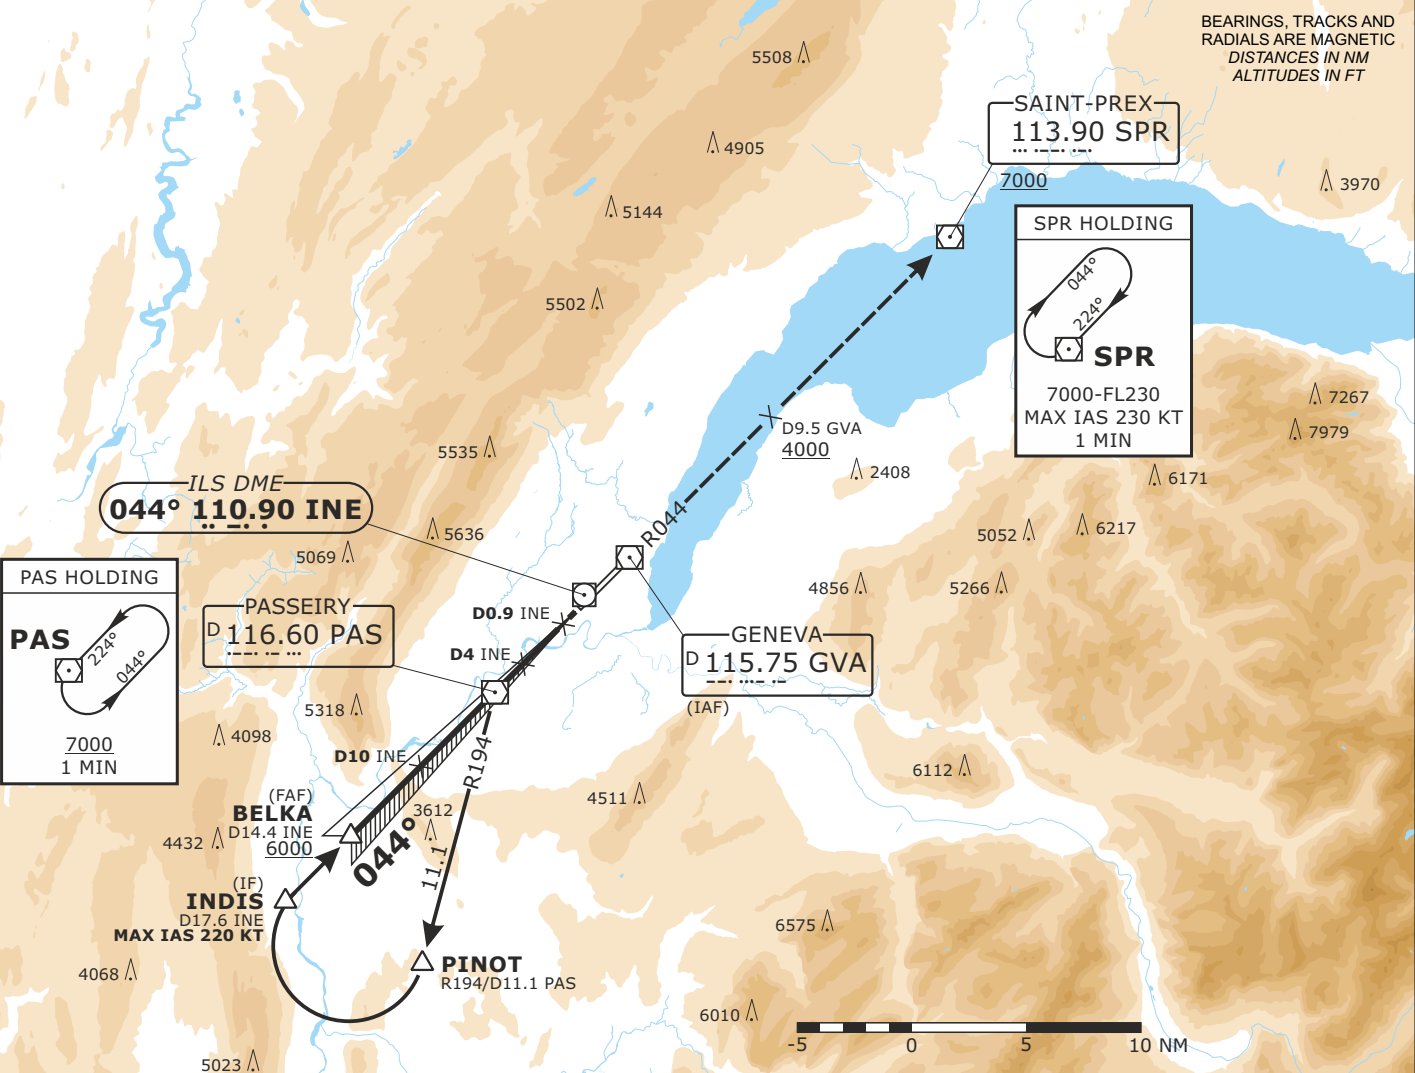 BEARINGS, TRACKS AND
RADIALS ARE MAGNETIC
DISTANCES IN NM
ALTITUDES IN FT
5508
SAINT-PREX
113.90 SPR
7000
4905
3970
5144
SPR HOLDING
044°
224°
SPR
7000-FL230
MAX IAS 230 KT
1 MIN
5502
7267
7979
D9.5 GVA
4000
5535
2408
6171
ILS DME
044° 110.90 INE
R044
5636
5069
5052
6217
PAS HOLDING
PAS
224°
044°
7000
1 MIN
4856
5266
PASSEIRY
D 116.60 PAS
D0.9 INE
D4 INE
GENEVA
D 115.75 GVA
(IAF)
5318
4098
D10 INE
R194
6112
4511
(FAF)
BELKA
D14.4 INE
6000
3612
4432
044°
11.1
(IF)
INDIS
D17.6 INE
MAX IAS 220 KT
6575
4068
PINOT
R194/D11.1 PAS
6010
5023
-5 0 5 10 NM